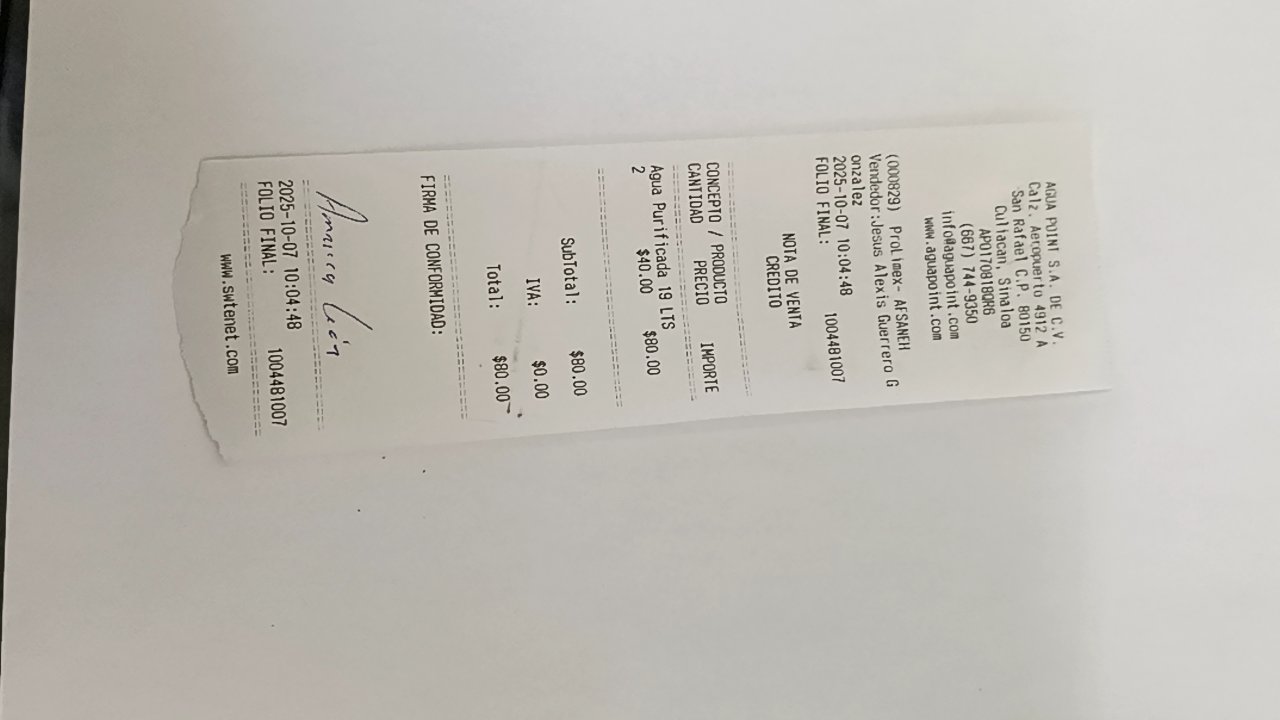 AGUA POINT S.A. DE C.V.
Calz. Aeropuerto 4912 A
San Rafael C.P. 80150
Culiacan, Sinaloa
APO170818QR6
(667) 744-9350
info@aguapoint.com
www.aguapoint.com
(000829) Prolimex- AFSANEH
Vendedor:Jesus Alexis Guerrero G
onzalez
2025-10-07 10:04:48
FOLIO FINAL: 1004481007
NOTA DE VENTA
CREDITO
CONCEPTO / PRODUCTO
CANTIDAD PRECIO IMPORTE
Agua Purificada 19 LTS
2 $40.00 $80.00
SubTotal: $80.00
IVA: $0.00
Total: $80.00
FIRMA DE CONFORMIDAD:
2025-10-07 10:04:48
FOLIO FINAL: 1004481007
www.swtenet.com